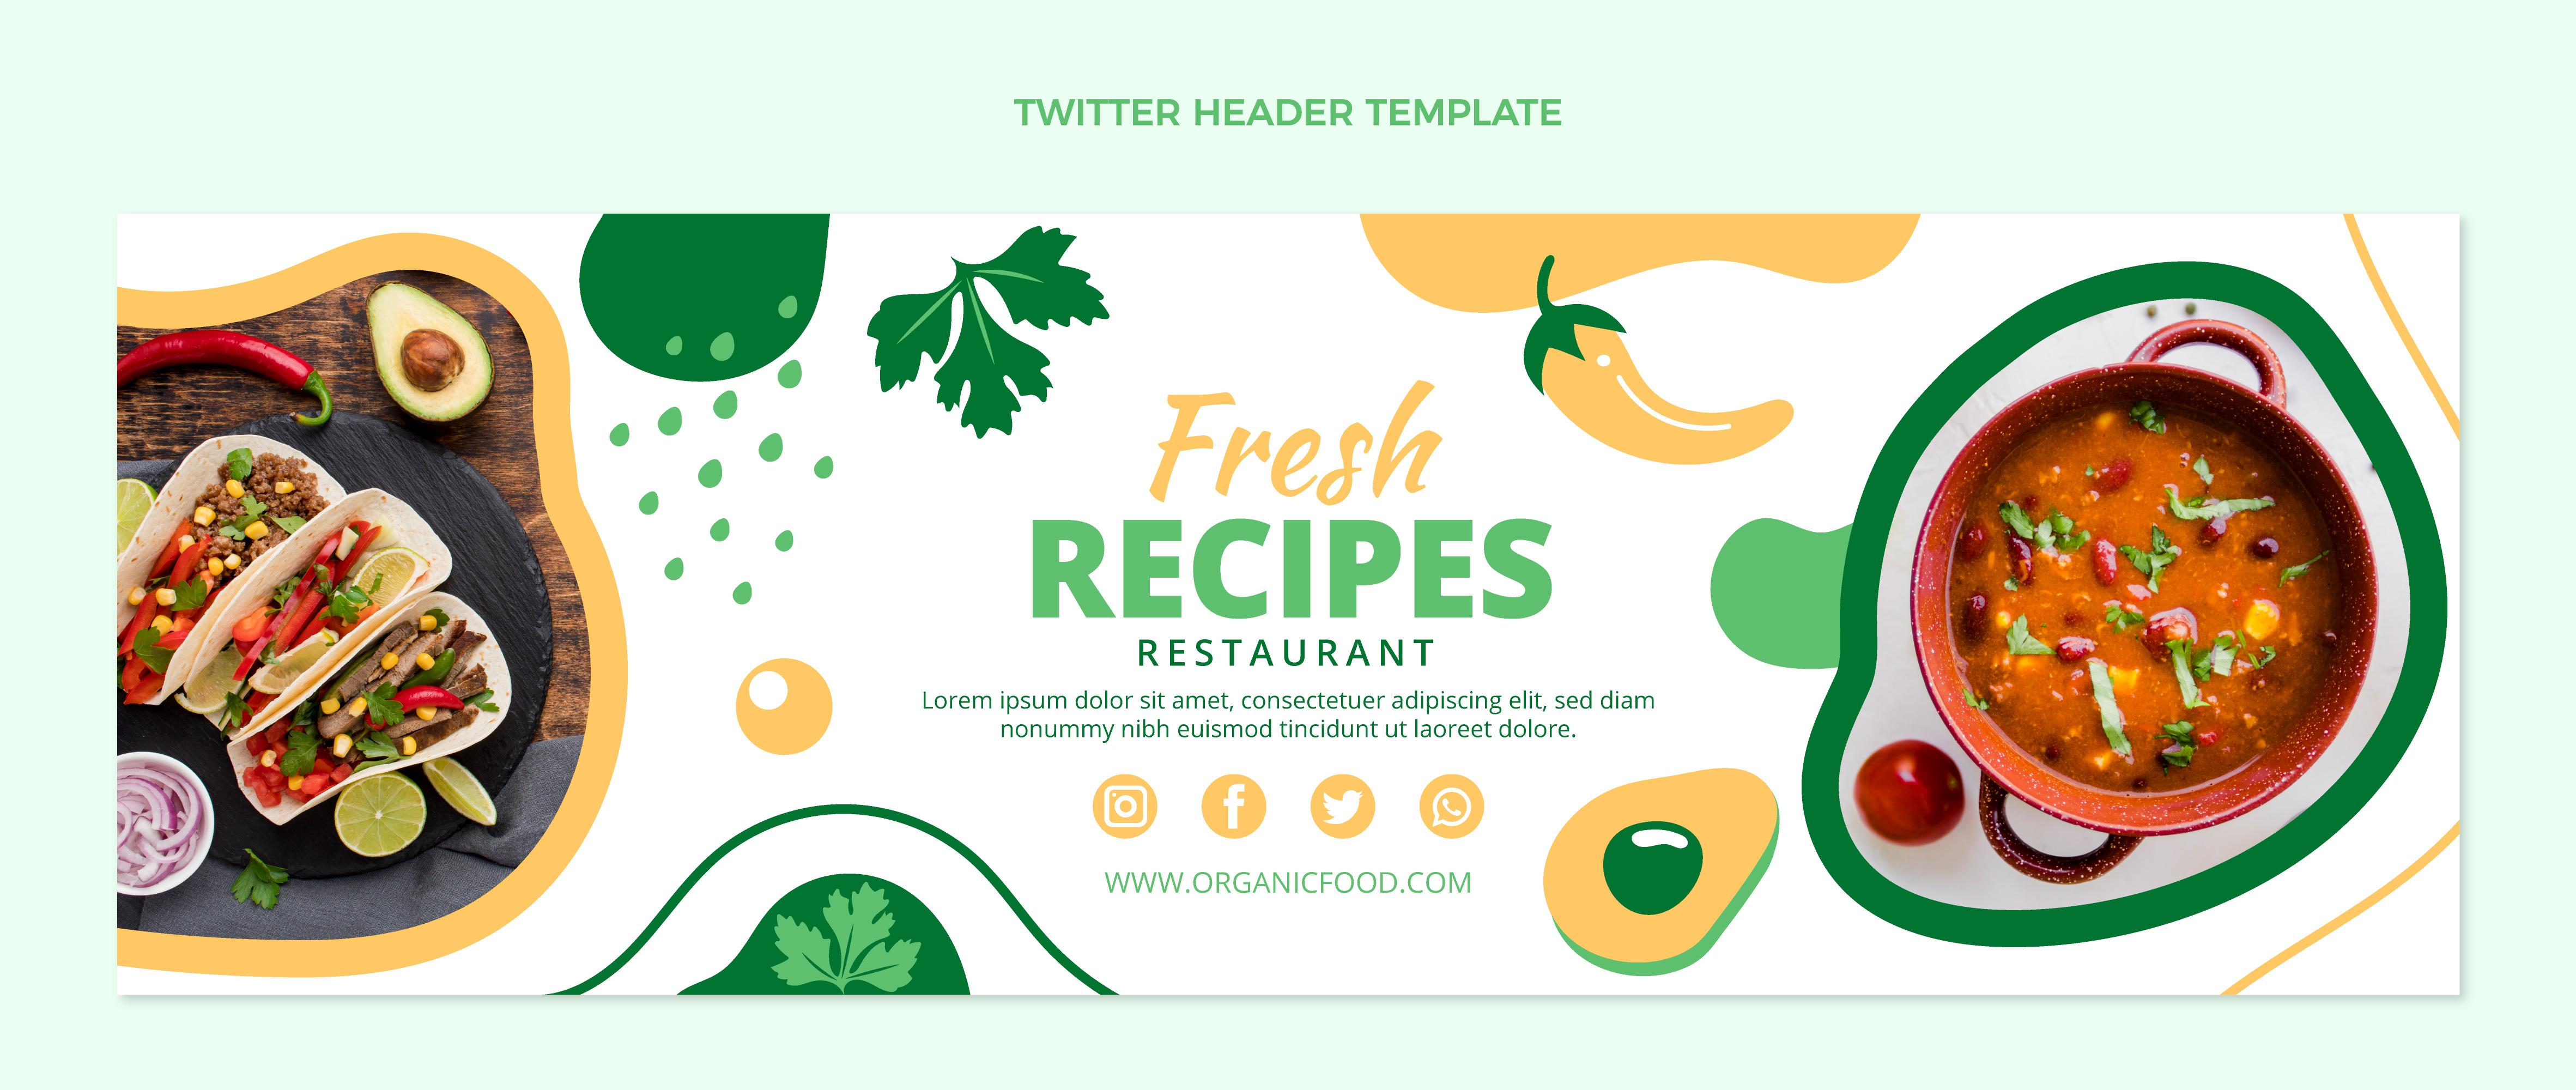 TWITTER HEADER TEMPLATE
Fresh
RECIPES
RESTAURANT
Lorem ipsum dolor sit amet, consectetuer adipiscing elit, sed diam
nonummy nibh euismod tincidunt ut laoreet dolore.
WWW.ORGANICFOOD.COM